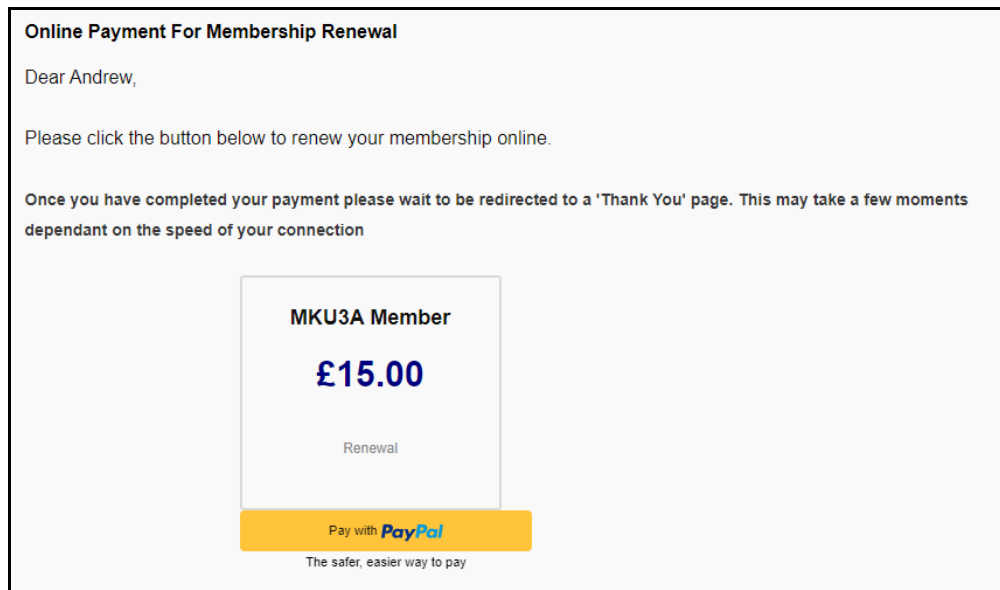 Online Payment For Membership Renewal
Dear Andrew,
Please click the button below to renew your membership online.
Once you have completed your payment please wait to be redirected to a 'Thank You' page. This may take a few moments
dependant on the speed of your connection
MKU3A Member
£15.00
Renewal
Pay with PayPal
The safer, easier way to pay